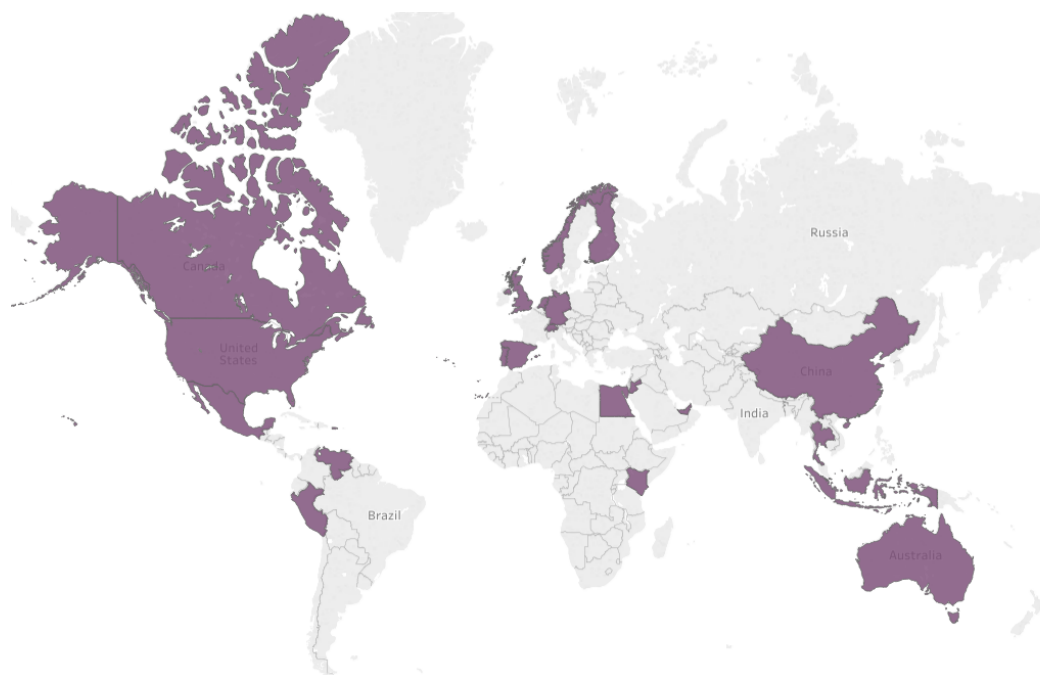 Russia
Canada
United
States
China
India
Brazil
Australia